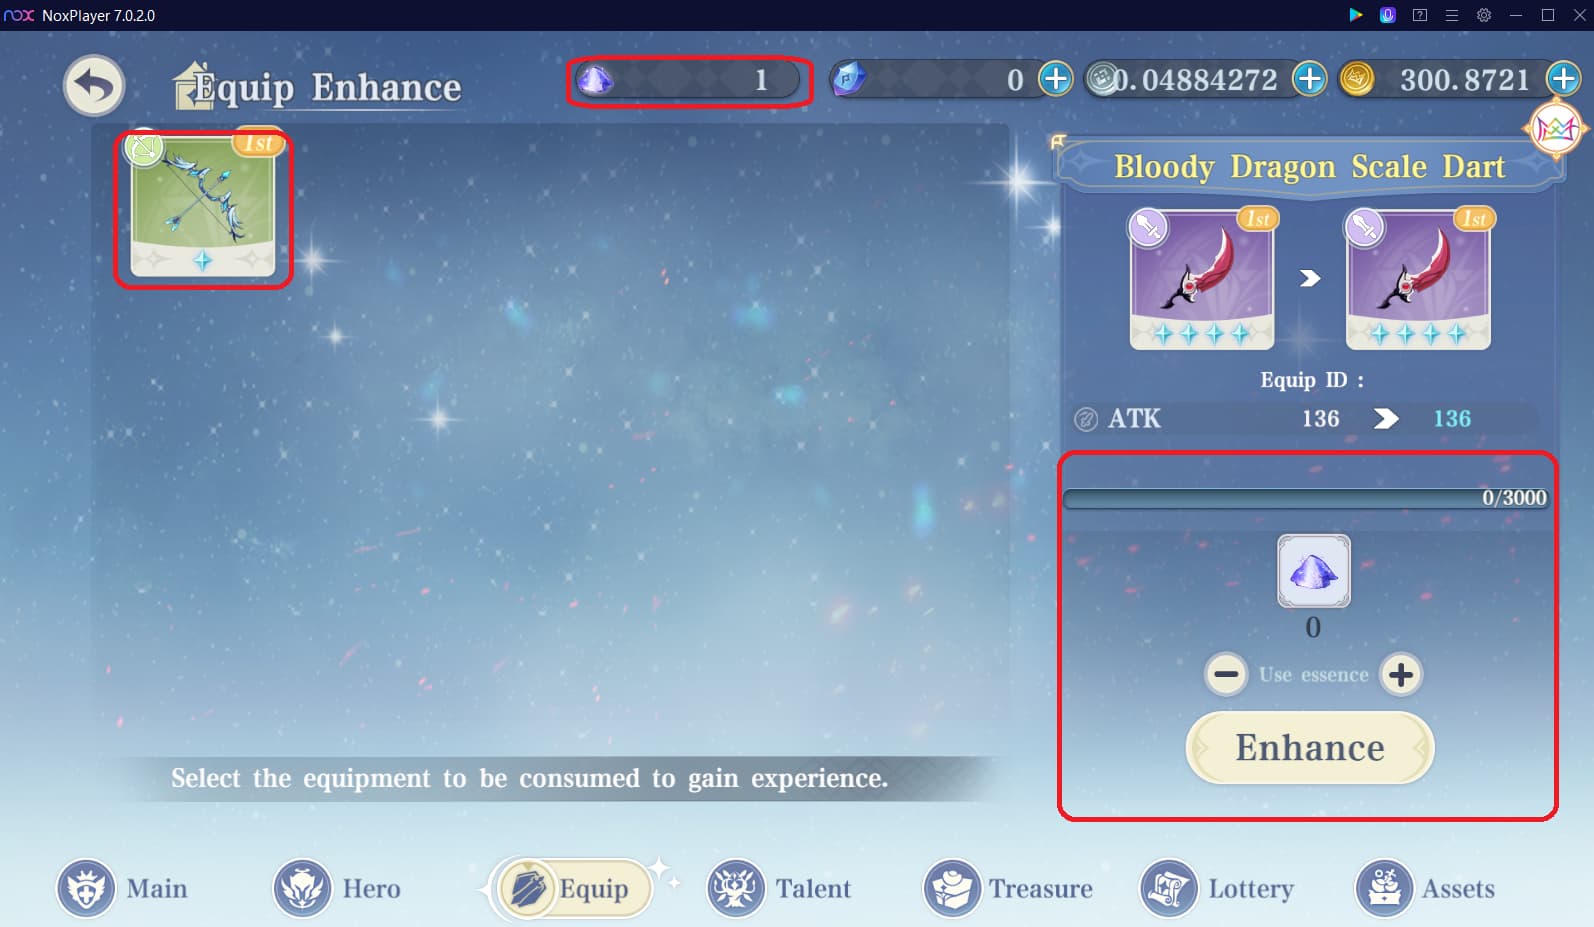 nox NoxPlayer 7.0.2.0
Equip Enhance
1
0
0.04884272
300.8721
1st
Bloody Dragon Scale Dart
1st
1st
Equip ID :
ATK 136 136
0/3000
0
Use essence
Enhance
Select the equipment to be consumed to gain experience.
Main
Hero
Equip
Talent
Treasure
Lottery
Assets